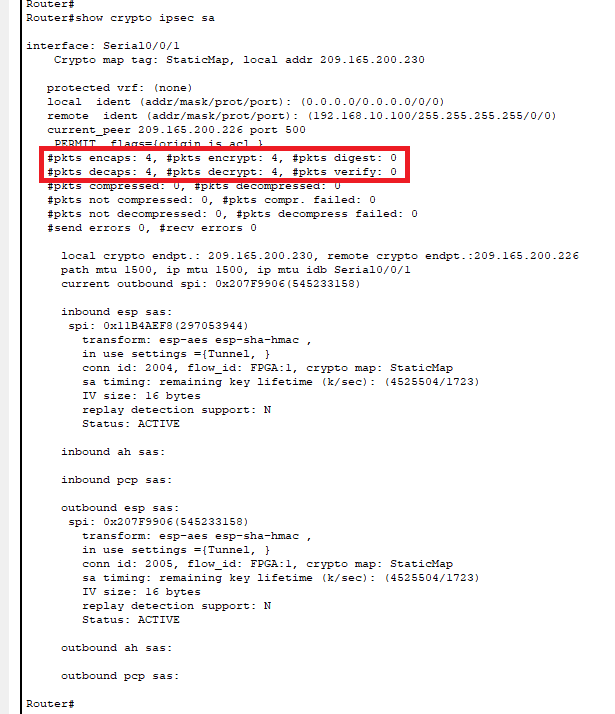 Router#
Router#show crypto ipsec sa
interface: Serial0/0/1
Crypto map tag: StaticMap, local addr 209.165.200.230
protected vrf: (none)
local  ident (addr/mask/prot/port): (0.0.0.0/0.0.0.0/0/0)
remote  ident (addr/mask/prot/port): (192.168.10.100/255.255.255.255/0/0)
current_peer 209.165.200.226 port 500
PERMIT, flags={origin_is_acl,}
#pkts encaps: 4, #pkts encrypt: 4, #pkts digest: 0
#pkts decaps: 4, #pkts decrypt: 4, #pkts verify: 0
#pkts compressed: 0, #pkts decompressed: 0
#pkts not compressed: 0, #pkts compr. failed: 0
#pkts not decompressed: 0, #pkts decompress failed: 0
#send errors 0, #recv errors 0
local crypto endpt.: 209.165.200.230, remote crypto endpt.:209.165.200.226
path mtu 1500, ip mtu 1500, ip mtu idb Serial0/0/1
current outbound spi: 0x207F9906(545233158)
inbound esp sas:
spi: 0x11B4AEF8(297053944)
transform: esp-aes esp-sha-hmac ,
in use settings ={Tunnel, }
conn id: 2004, flow_id: FPGA:1, crypto map: StaticMap
sa timing: remaining key lifetime (k/sec): (4525504/1723)
IV size: 16 bytes
replay detection support: N
Status: ACTIVE
inbound ah sas:
inbound pcp sas:
outbound esp sas:
spi: 0x207F9906(545233158)
transform: esp-aes esp-sha-hmac ,
in use settings ={Tunnel, }
conn id: 2005, flow_id: FPGA:1, crypto map: StaticMap
sa timing: remaining key lifetime (k/sec): (4525504/1723)
IV size: 16 bytes
replay detection support: N
Status: ACTIVE
outbound ah sas:
outbound pcp sas:
Router#